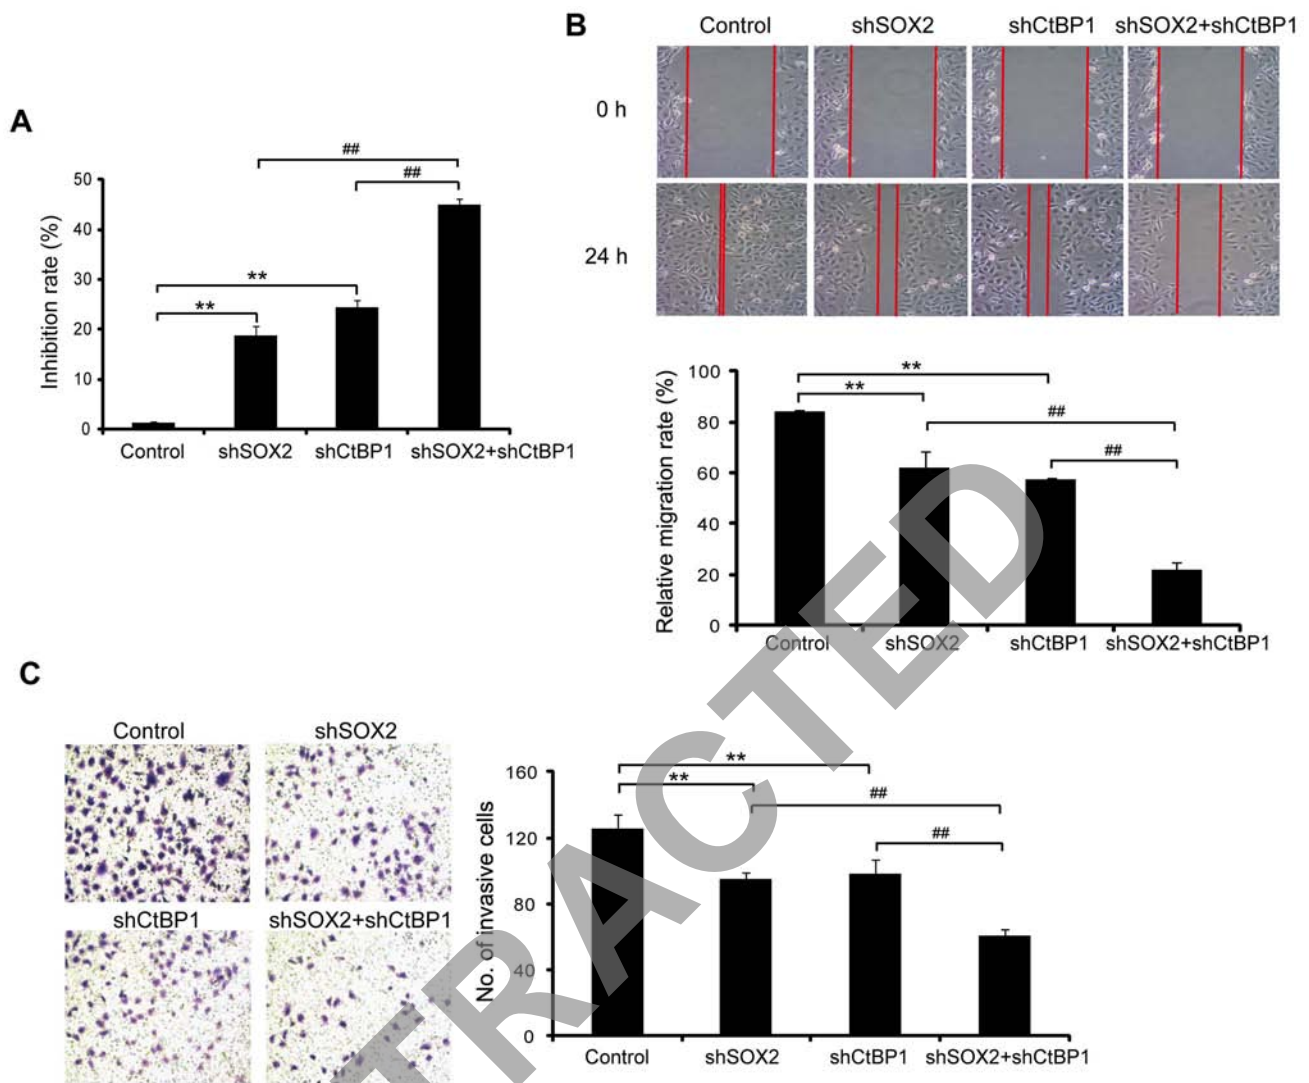 A
Inhibition rate (%)
50
40
30
20
10
0
**
**
##
##
Control shSOX2 shCtBP1 shSOX2+shCtBP1
B
Control shSOX2 shCtBP1 shSOX2+shCtBP1
0 h
24 h
Relative migration rate (%)
100
80
60
40
20
0
**
**
##
##
Control shSOX2 shCtBP1 shSOX2+shCtBP1
C
Control shSOX2
shCtBP1 shSOX2+shCtBP1
No. of invasive cells
160
120
80
40
0
**
**
##
##
Control shSOX2 shCtBP1 shSOX2+shCtBP1
TRACTED